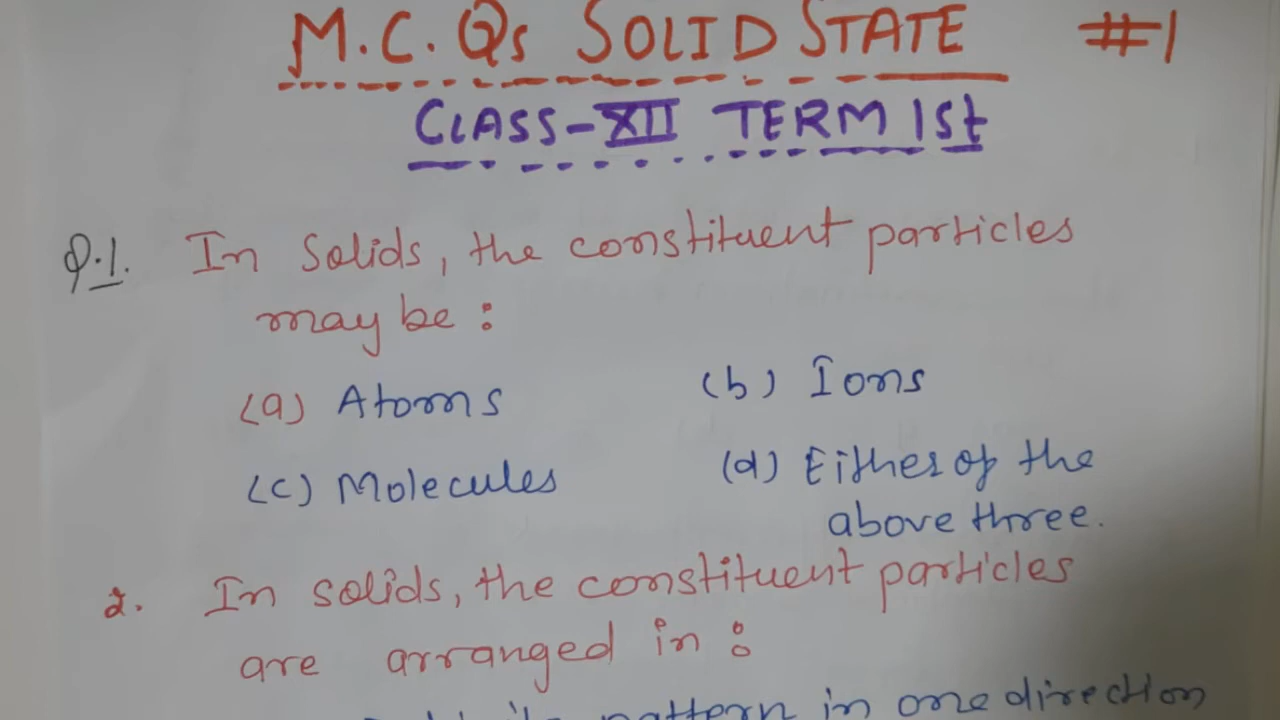 M.C.Qs SOLID STATE #1
CLASS-XII TERM 1st
Q.1. In Solids, the constituent particles
may be:
(a) Atoms (b) Ions
(c) Molecules (d) Either of the
above three.
2. In solids, the constituent particles
are arranged in:
pattern in one direction